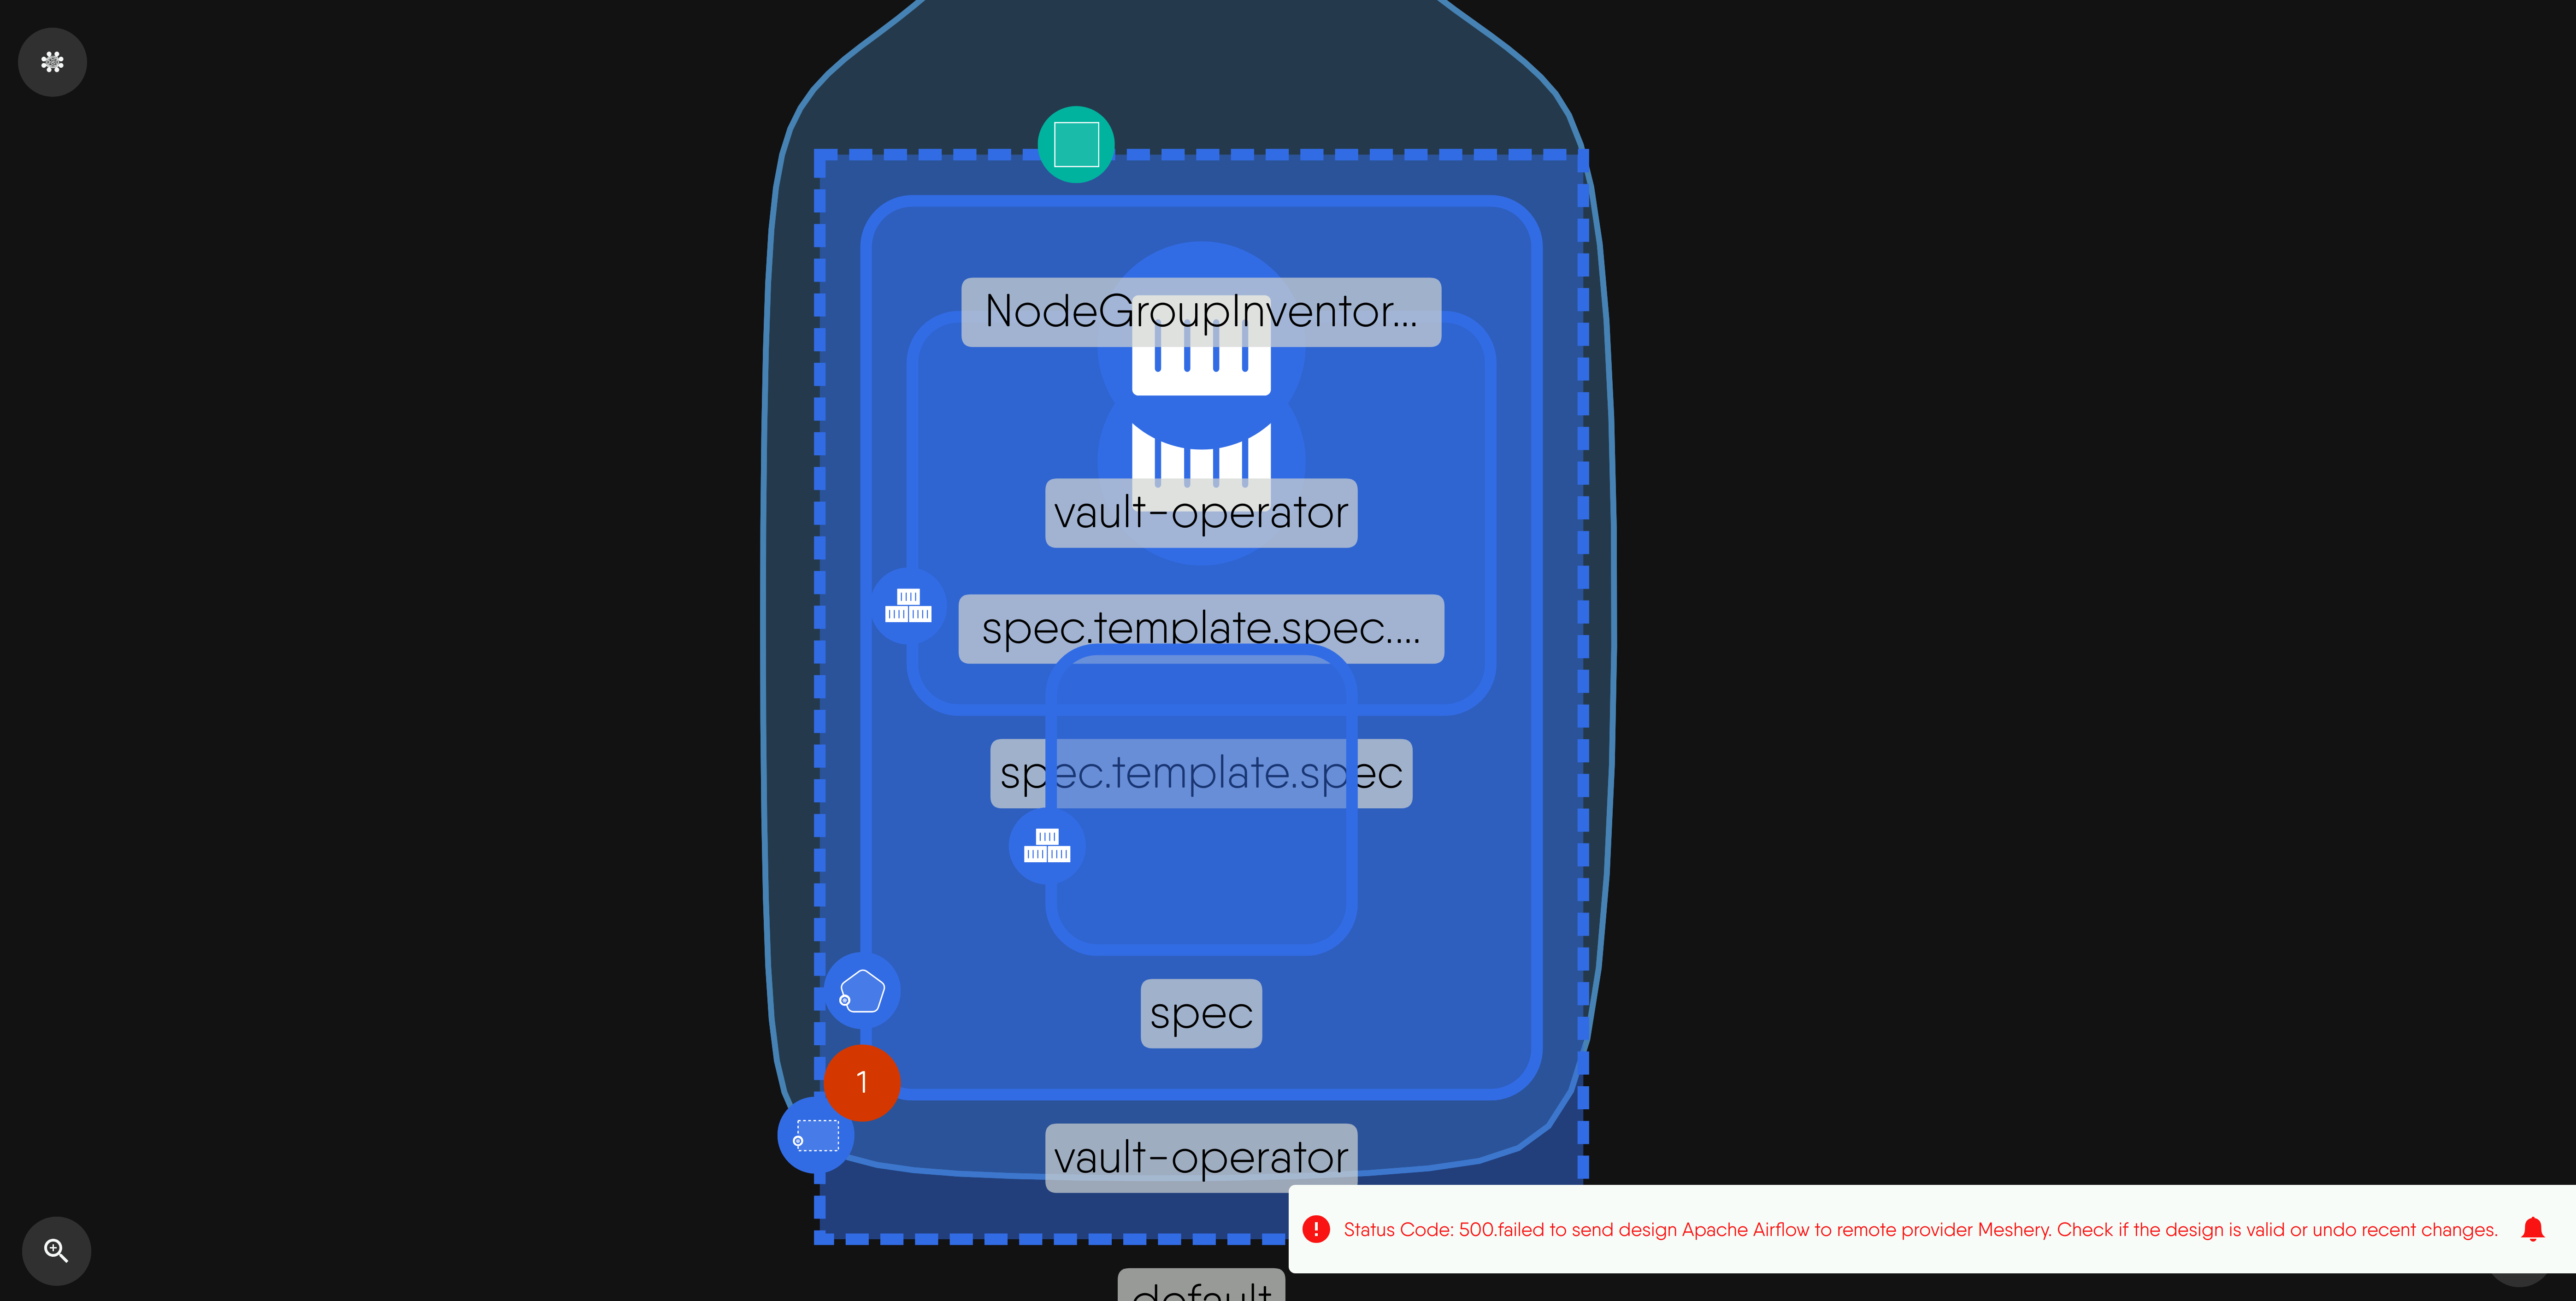 NodeGroupInventor...
vault-operator
spec.template.spec....
spec.template.spec
spec
1
vault-operator
Status Code: 500.failed to send design Apache Airflow to remote provider Meshery. Check if the design is valid or undo recent changes.
default